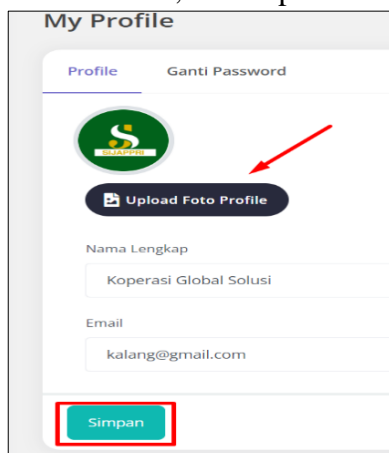 My Profile
Profile Ganti Password
S
SIJAPPRI
Upload Foto Profile
Nama Lengkap
Koperasi Global Solusi
Email
kalang@gmail.com
Simpan